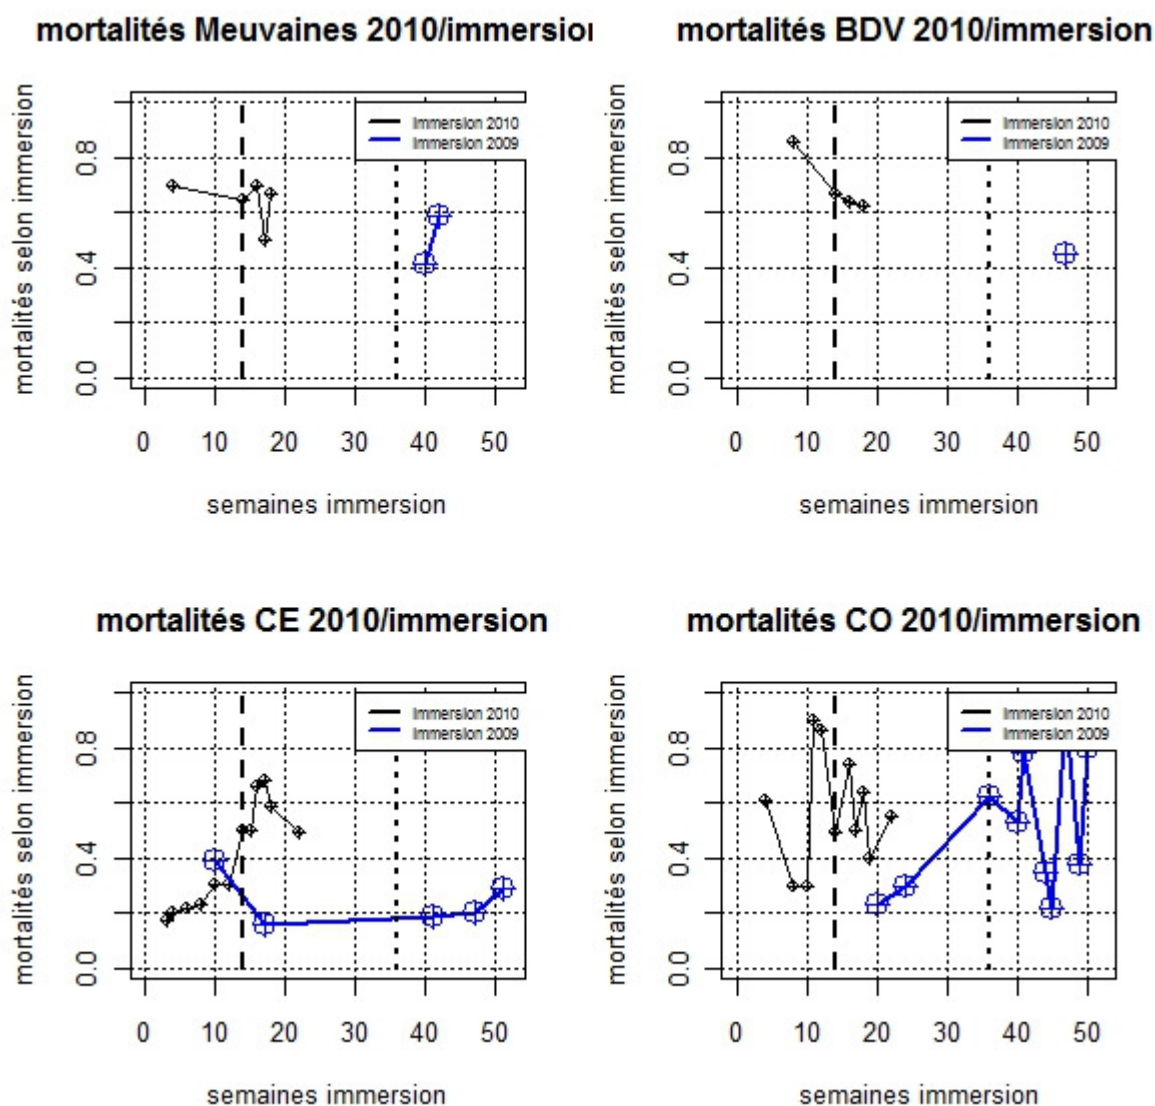 mortalités Meuvaines 2010/immersion
mortalités selon immersion
0.0 0.4 0.8
Immersion 2010
Immersion 2009
0 10 20 30 40 50
semaines immersion
mortalités BDV 2010/immersion
mortalités selon immersion
0.0 0.4 0.8
Immersion 2010
Immersion 2009
0 10 20 30 40 50
semaines immersion
mortalités CE 2010/immersion
mortalités selon immersion
0.0 0.4 0.8
Immersion 2010
Immersion 2009
0 10 20 30 40 50
semaines immersion
mortalités CO 2010/immersion
mortalités selon immersion
0.0 0.4 0.8
Immersion 2010
Immersion 2009
0 10 20 30 40 50
semaines immersion